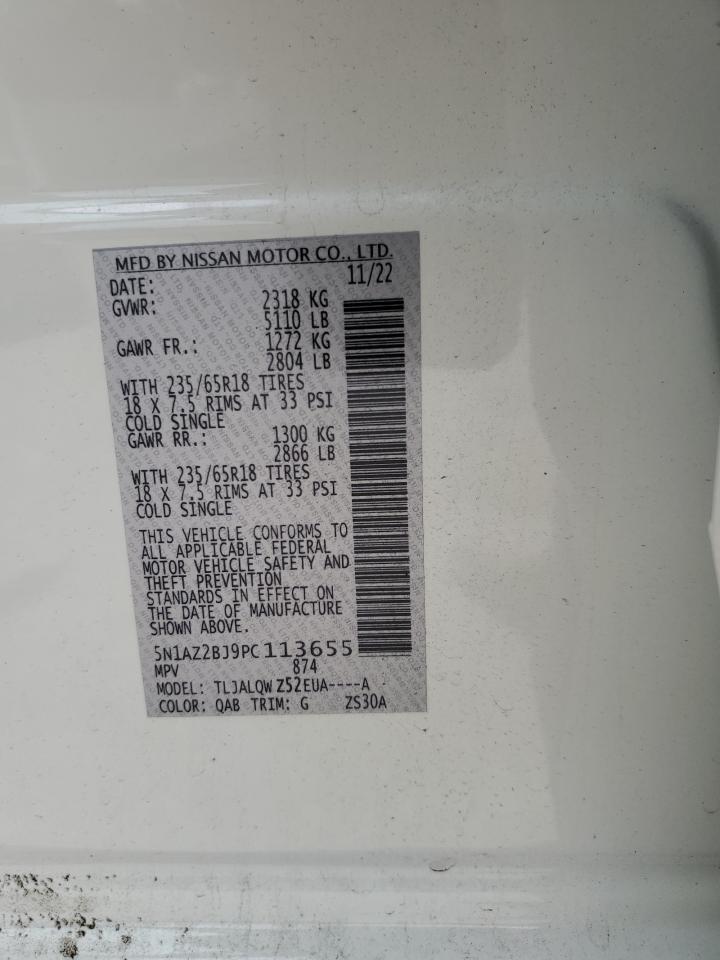 MFD BY NISSAN MOTOR CO., LTD.
DATE: 11/22
GVWR: 2318 KG
5110 LB
GAWR FR.: 1272 KG
2804 LB
WITH 235/65R18 TIRES
18 X 7.5 RIMS AT 33 PSI
COLD SINGLE
GAWR RR.: 1300 KG
2866 LB
WITH 235/65R18 TIRES
18 X 7.5 RIMS AT 33 PSI
COLD SINGLE
THIS VEHICLE CONFORMS TO
ALL APPLICABLE FEDERAL
MOTOR VEHICLE SAFETY AND
THEFT PREVENTION
STANDARDS IN EFFECT ON
THE DATE OF MANUFACTURE
SHOWN ABOVE.
5N1AZ2BJ9PC113655
MPV 874
MODEL: TLJALQWZ52EUA----A
COLOR: QAB TRIM: G ZS30A